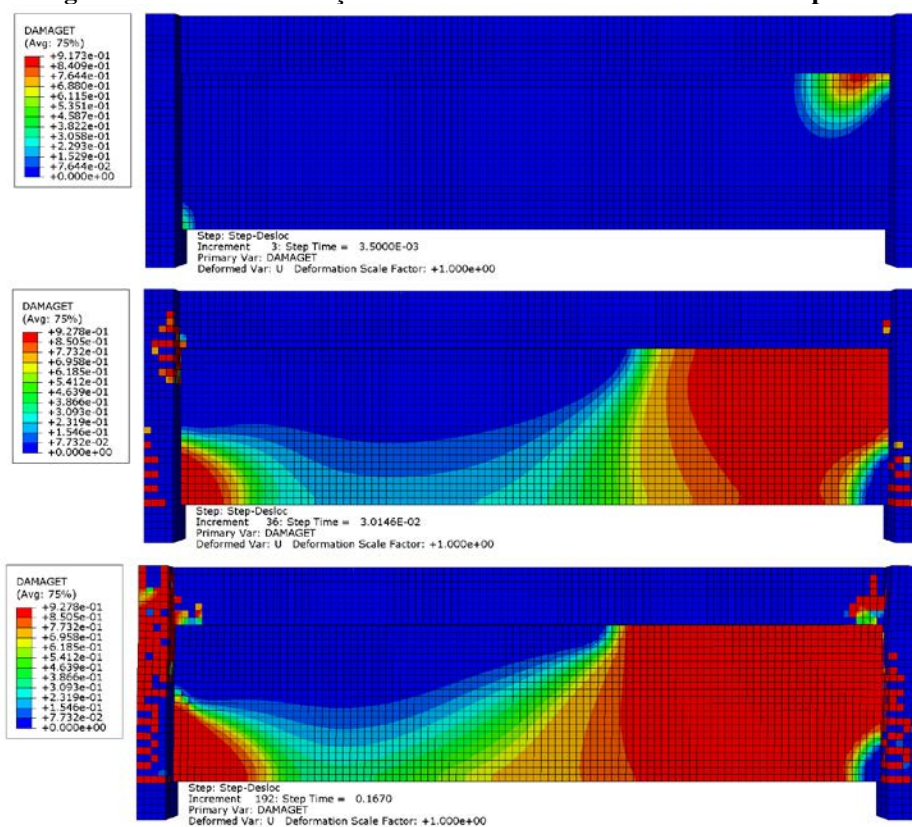 DAMAGET
(Avg: 75%)
+9.173e-01
+8.409e-01
+7.644e-01
+6.880e-01
+6.115e-01
+5.351e-01
+4.587e-01
+3.822e-01
+3.058e-01
+2.293e-01
+1.529e-01
+7.644e-02
+0.000e+00
Step: Step-Desloc
Increment 3: Step Time = 3.5000E-03
Primary Var: DAMAGET
Deformed Var: U Deformation Scale Factor: +1.000e+00
DAMAGET
(Avg: 75%)
+9.278e-01
+8.505e-01
+7.732e-01
+6.958e-01
+6.185e-01
+5.412e-01
+4.639e-01
+3.866e-01
+3.093e-01
+2.319e-01
+1.546e-01
+7.732e-02
+0.000e+00
Step: Step-Desloc
Increment 36: Step Time = 3.0146E-02
Primary Var: DAMAGET
Deformed Var: U Deformation Scale Factor: +1.000e+00
DAMAGET
(Avg: 75%)
+9.278e-01
+8.505e-01
+7.732e-01
+6.958e-01
+6.185e-01
+5.412e-01
+4.639e-01
+3.866e-01
+3.093e-01
+2.319e-01
+1.546e-01
+7.732e-02
+0.000e+00
Step: Step-Desloc
Increment 192: Step Time = 0.1670
Primary Var: DAMAGET
Deformed Var: U Deformation Scale Factor: +1.000e+00